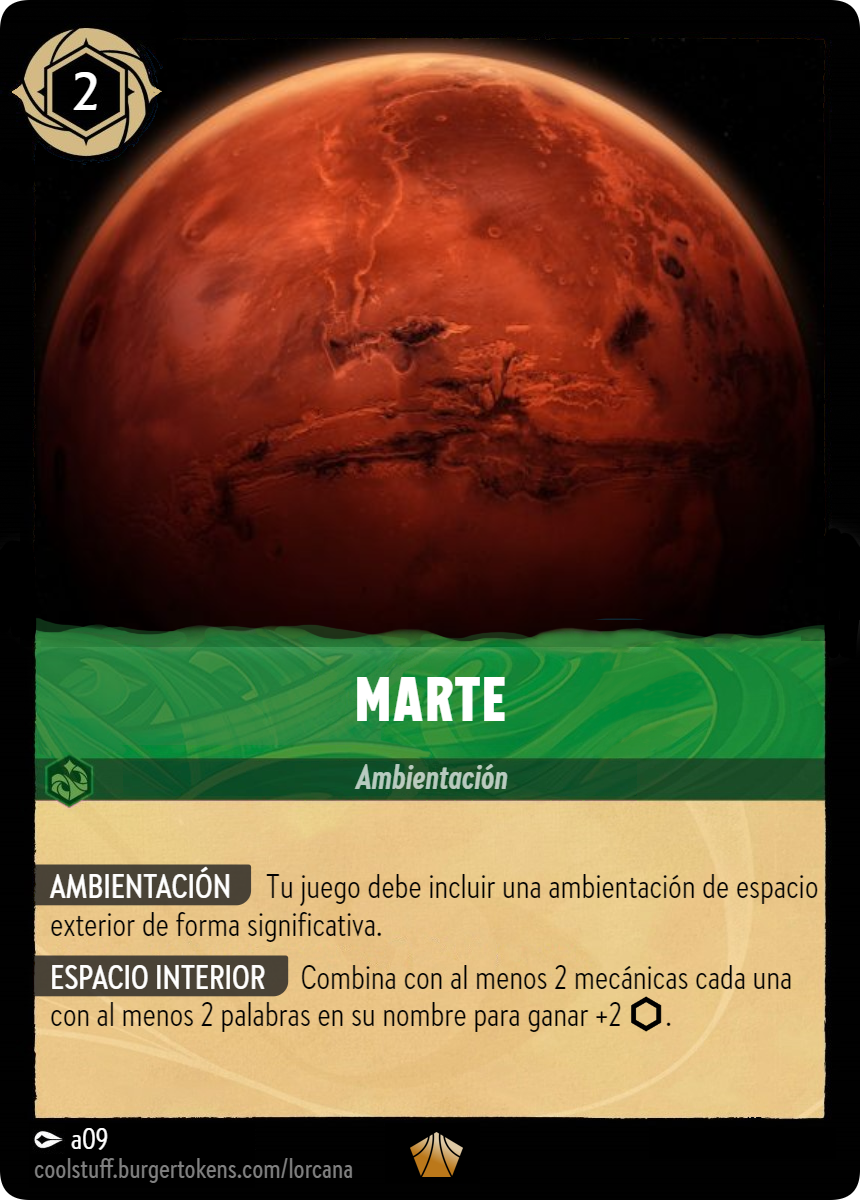 2
MARTE
Ambientación
AMBIENTACIÓN Tu juego debe incluir una ambientación de espacio
exterior de forma significativa.
ESPACIO INTERIOR Combina con al menos 2 mecánicas cada una
con al menos 2 palabras en su nombre para ganar +2 .
a09
coolstuff.burgertokens.com/lorcana